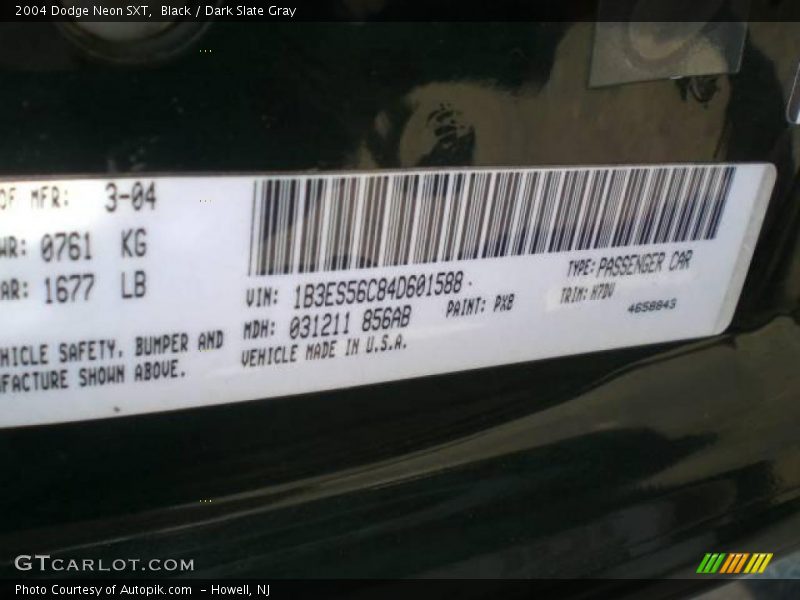 2004 Dodge Neon SXT,  Black / Dark Slate Gray
OF MFR: 3-04
WR: 0761 KG
AR: 1677 LB
VIN: 1B3ES56C84D601588
TYPE: PASSENGER CAR
MDH: 031211 856AB
PAINT: PX8
TRIM: M7DV
4658843
VEHICLE MADE IN U.S.A.
HICLE SAFETY, BUMPER AND
FACTURE SHOWN ABOVE.
GTCARLOT.COM
Photo Courtesy of Autopik.com  - Howell, NJ